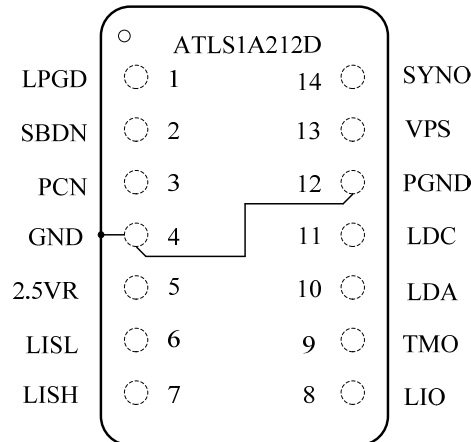 ATLS1A212D
LPGD 1 14 SYNO
SBDN 2 13 VPS
PCN 3 12 PGND
GND 4 11 LDC
2.5VR 5 10 LDA
LISL 6 9 TMO
LISH 7 8 LIO